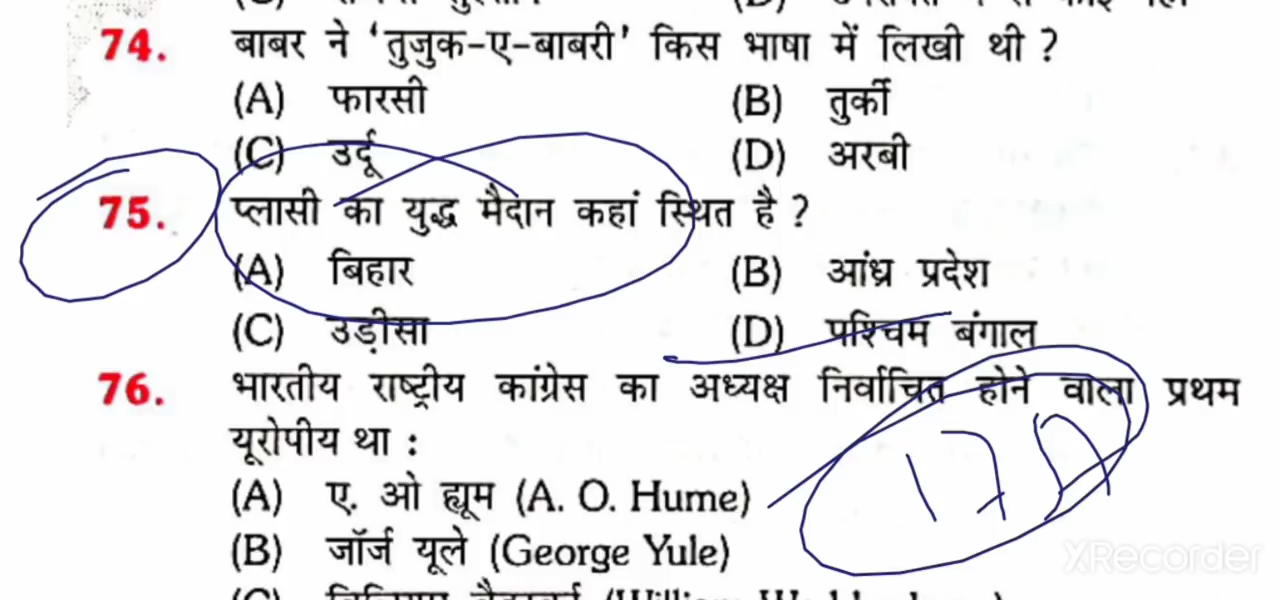 74. बाबर ने ‘तुजुक-ए-बाबरी’ किस भाषा में लिखी थी ?
(A) फारसी (B) तुर्की
(C) उर्दू (D) अरबी
75. प्लासी का युद्ध मैदान कहां स्थित है ?
(A) बिहार (B) आंध्र प्रदेश
(C) उड़ीसा (D) पश्चिम बंगाल
76. भारतीय राष्ट्रीय कांग्रेस का अध्यक्ष निर्वाचित होने वाला प्रथम
यूरोपीय था :
(A) ए. ओ ह्यूम (A. O. Hume)
(B) जॉर्ज यूले (George Yule)
XRecorder